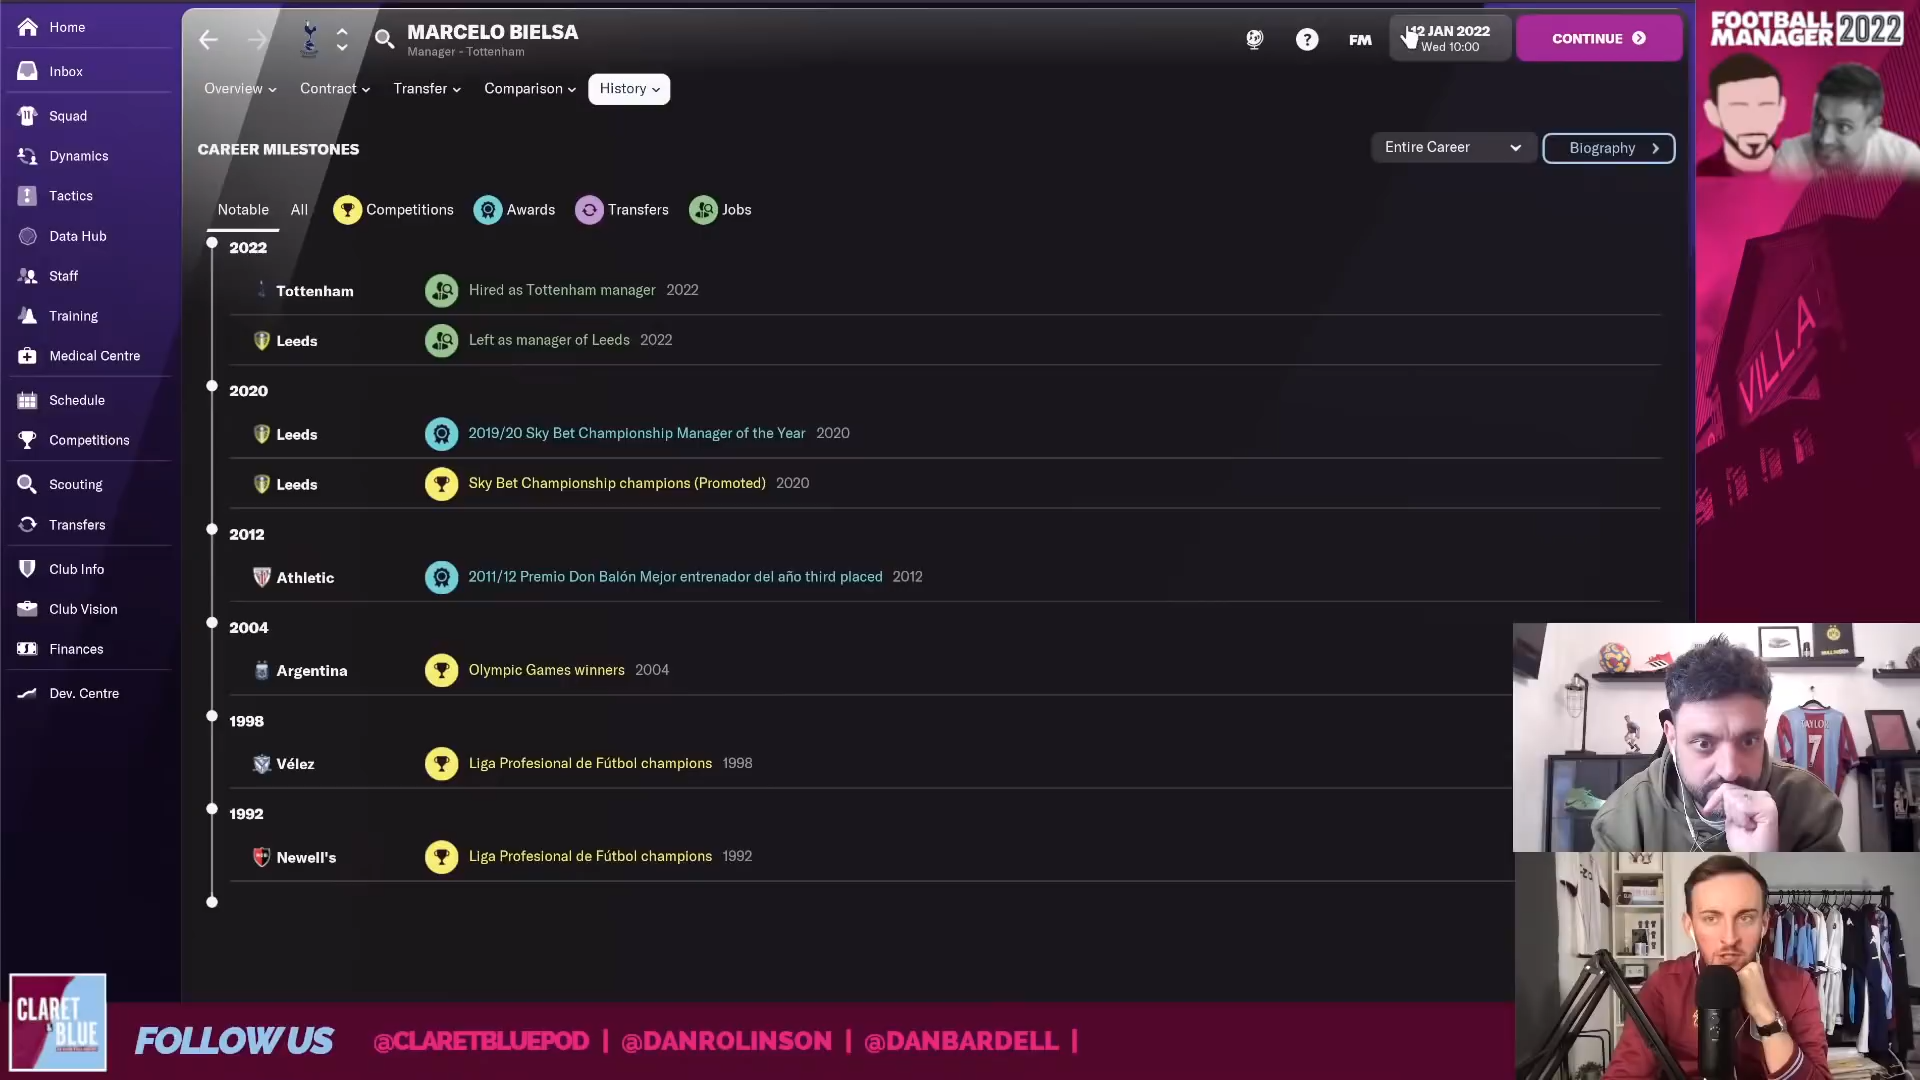 Home
Inbox
Squad
Dynamics
Tactics
Data Hub
Staff
Training
Medical Centre
Schedule
Competitions
Scouting
Transfers
Club Info
Club Vision
Finances
Dev. Centre
MARCELO BIELSA
Manager - Tottenham
FM
12 JAN 2022
Wed 10:00
CONTINUE
Overview
Contract
Transfer
Comparison
History
CAREER MILESTONES
Entire Career
Biography
Notable
All
Competitions
Awards
Transfers
Jobs
2022
Tottenham Hired as Tottenham manager 2022
Leeds Left as manager of Leeds 2022
2020
Leeds 2019/20 Sky Bet Championship Manager of the Year 2020
Leeds Sky Bet Championship champions (Promoted) 2020
2012
Athletic 2011/12 Premio Don Balón Mejor entrenador del año third placed 2012
2004
Argentina Olympic Games winners 2004
1998
Vélez Liga Profesional de Fútbol champions 1998
1992
Newell's Liga Profesional de Fútbol champions 1992
FOOTBALL
MANAGER 2022
VILLA
TAYLOR
7
CLARET
& BLUE
FOLLOW US
@CLARETBLUEPOD | @DANROLINSON | @DANBARDELL |